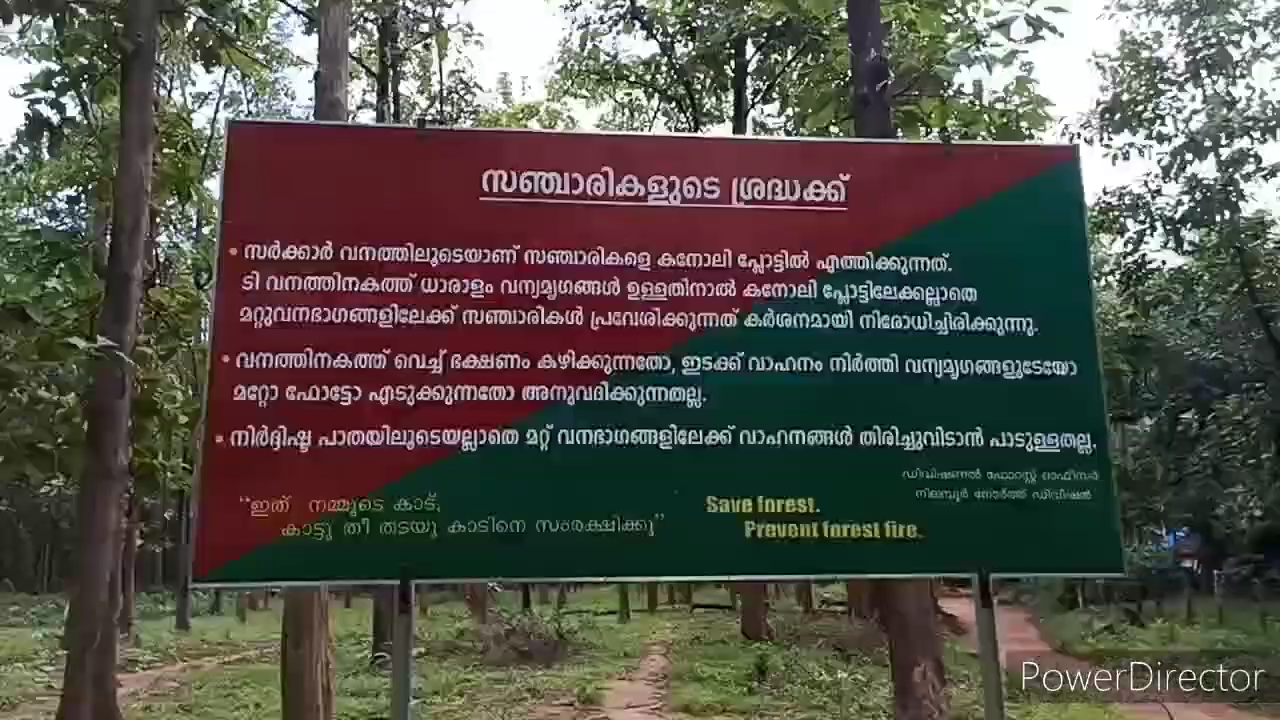 സഞ്ചാരികളുടെ ശ്രദ്ധക്ക്
• സർക്കാർ വനത്തിലൂടെയാണ് സഞ്ചാരികളെ കനോലി പ്ലോട്ടിൽ എത്തിക്കുന്നത്.
ടി വനത്തിനകത്ത് ധാരാളം വന്യമൃഗങ്ങൾ ഉള്ളതിനാൽ കനോലി പ്ലോട്ടിലേക്കല്ലാതെ
മറ്റുവനഭാഗങ്ങളിലേക്ക് സഞ്ചാരികൾ പ്രവേശിക്കുന്നത് കർശനമായി നിരോധിച്ചിരിക്കുന്നു.
• വനത്തിനകത്ത് വെച്ച് ഭക്ഷണം കഴിക്കുന്നതോ, ഇടക്ക് വാഹനം നിർത്തി വന്യമൃഗങ്ങളുടേയോ
മറ്റോ ഫോട്ടോ എടുക്കുന്നതോ അനുവദിക്കുന്നതല്ല.
• നിർദ്ദിഷ്ട പാതയിലൂടെയല്ലാതെ മറ്റ് വനഭാഗങ്ങളിലേക്ക് വാഹനങ്ങൾ തിരിച്ചുവിടാൻ പാടുള്ളതല്ല.
ഡിവിഷണൽ ഫോറസ്റ്റ് ഓഫീസർ
നിലമ്പൂർ നോർത്ത് ഡിവിഷൻ
“ഇത് നമ്മുടെ കാട്,
കാട്ടു തീ തടയൂ കാടിനെ സംരക്ഷിക്കൂ”
Save forest.
Prevent forest fire.
PowerDirector